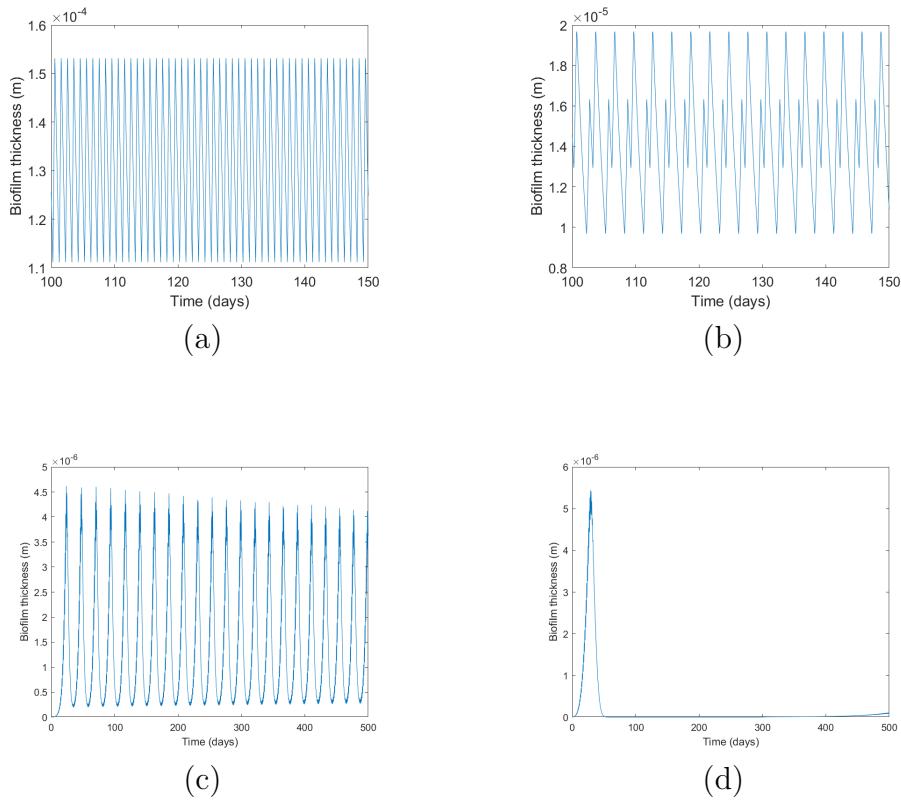 ×10⁻⁴
1.6
1.5
1.4
1.3
1.2
1.1
Biofilm thickness (m)
100 110 120 130 140 150
Time (days)
(a)
×10⁻⁵
2
1.8
1.6
1.4
1.2
1
0.8
Biofilm thickness (m)
100 110 120 130 140 150
Time (days)
(b)
×10⁻⁶
5
4.5
4
3.5
3
2.5
2
1.5
1
0.5
0
Biofilm thickness (m)
0 100 200 300 400 500
Time (days)
(c)
×10⁻⁶
6
5
4
3
2
1
0
Biofilm thickness (m)
0 100 200 300 400 500
Time (days)
(d)